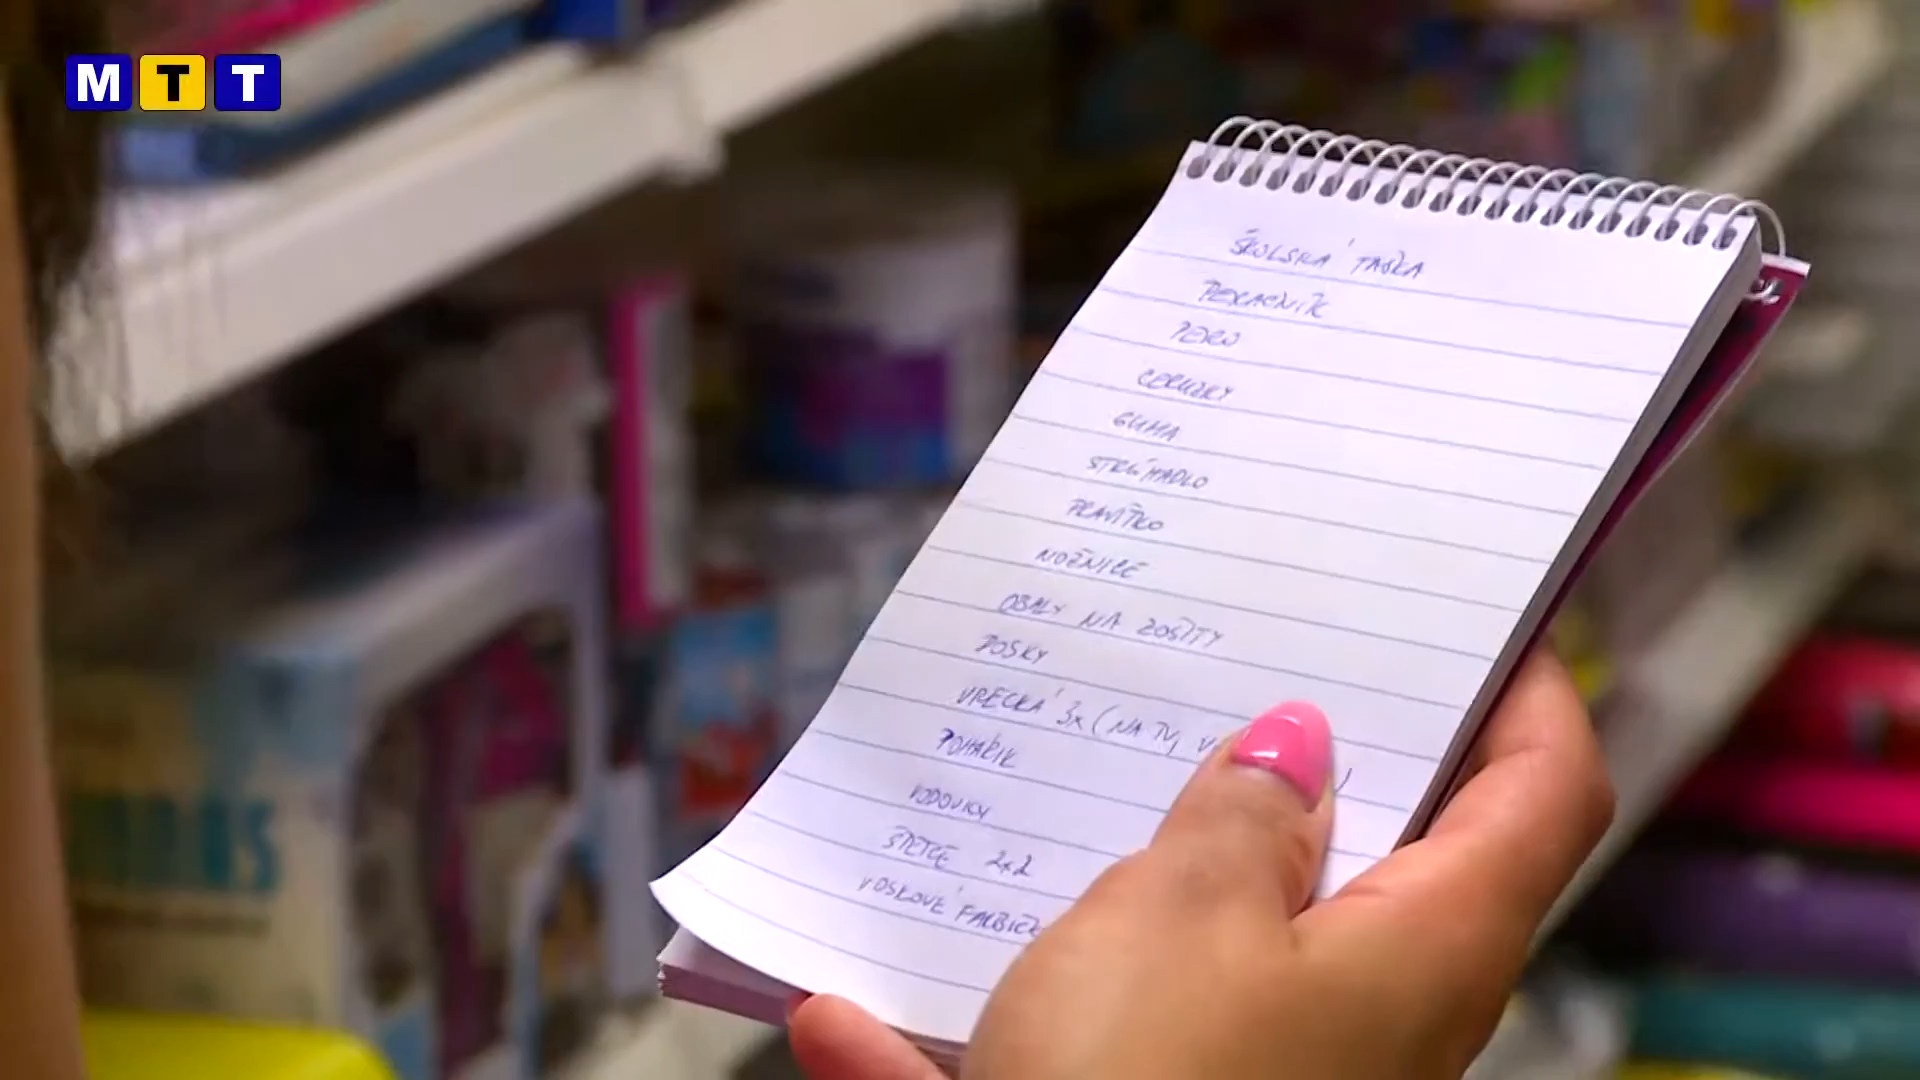 MTT
ŠKOLSKÁ TAŠKA
PERAČNÍK
PERO
CERUZKY
GUMA
STRÚHADLO
PRAVÍTKO
NOŽNICE
OBALY NA ZOŠITY
DOSKY
VRECKÁ 3x (NA TV, V
POHÁRIK
VODOVKY
ŠTETCE 2x2
VOSKOVÉ FARBIČK